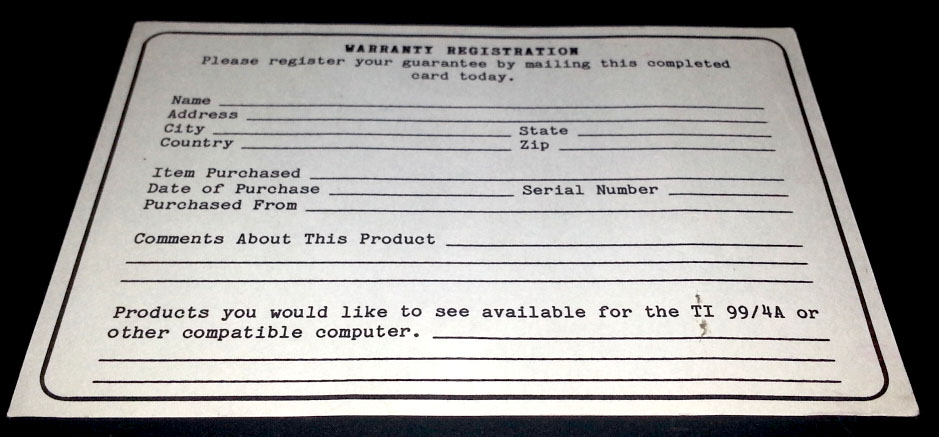 WARRANTY REGISTRATION
Please register your guarantee by mailing this completed
card today.
Name
Address
City State
Country Zip
Item Purchased
Date of Purchase Serial Number
Purchased From
Comments About This Product
Products you would like to see available for the TI 99/4A or
other compatible computer.